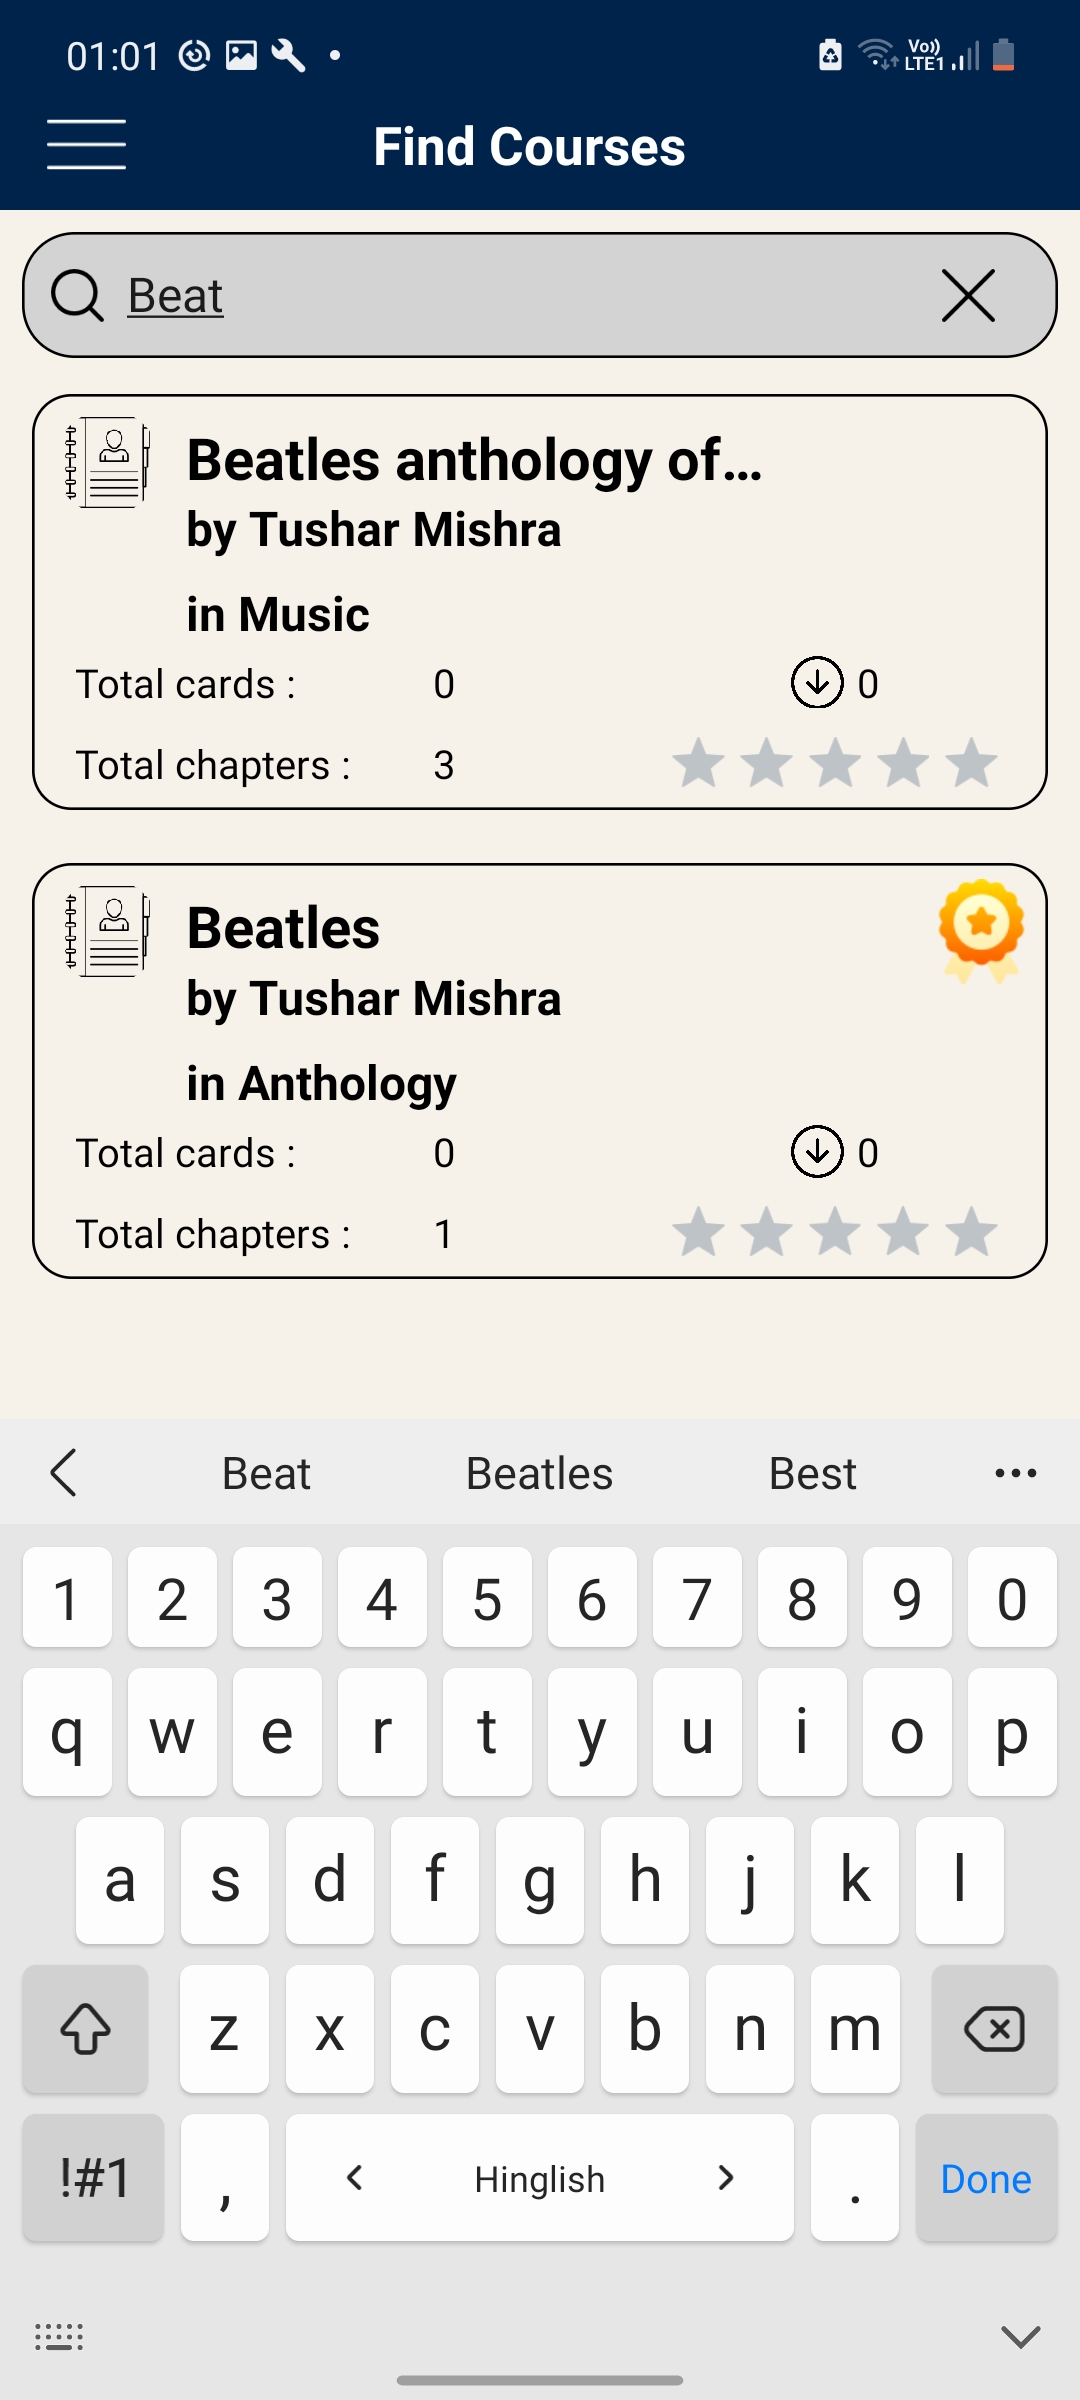 01:01 Vo)) LTE1
Find Courses
Beat
Beatles anthology of...
by Tushar Mishra
in Music
Total cards : 0 0
Total chapters : 3
Beatles
by Tushar Mishra
in Anthology
Total cards : 0 0
Total chapters : 1
Beat Beatles Best ...
1 2 3 4 5 6 7 8 9 0
q w e r t y u i o p
a s d f g h j k l
z x c v b n m
!#1 , < Hinglish > . Done